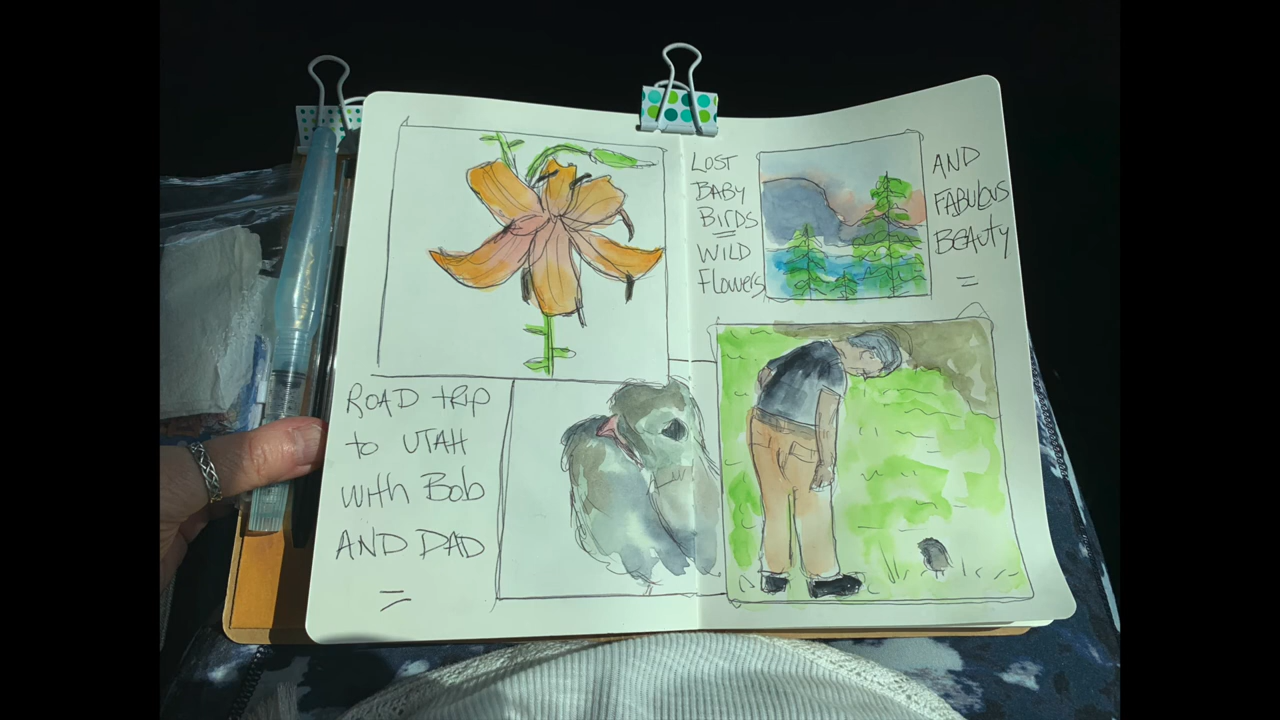 ROAD TRIP
to UTAH
with Bob
AND DAD
LOST
BABY
BIRDS
WILD
Flowers
AND
FABULOUS
BEAUTY